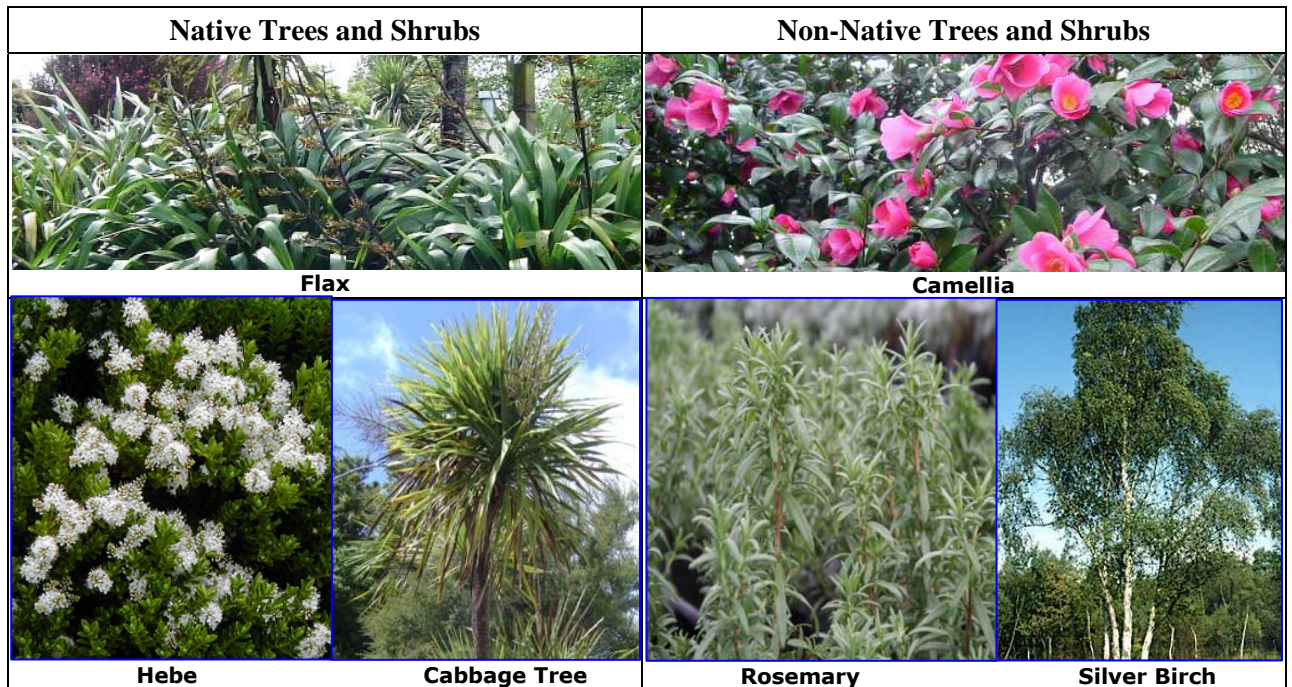 Native Trees and Shrubs
Non-Native Trees and Shrubs
Flax
Camellia
Hebe
Cabbage Tree
Rosemary
Silver Birch